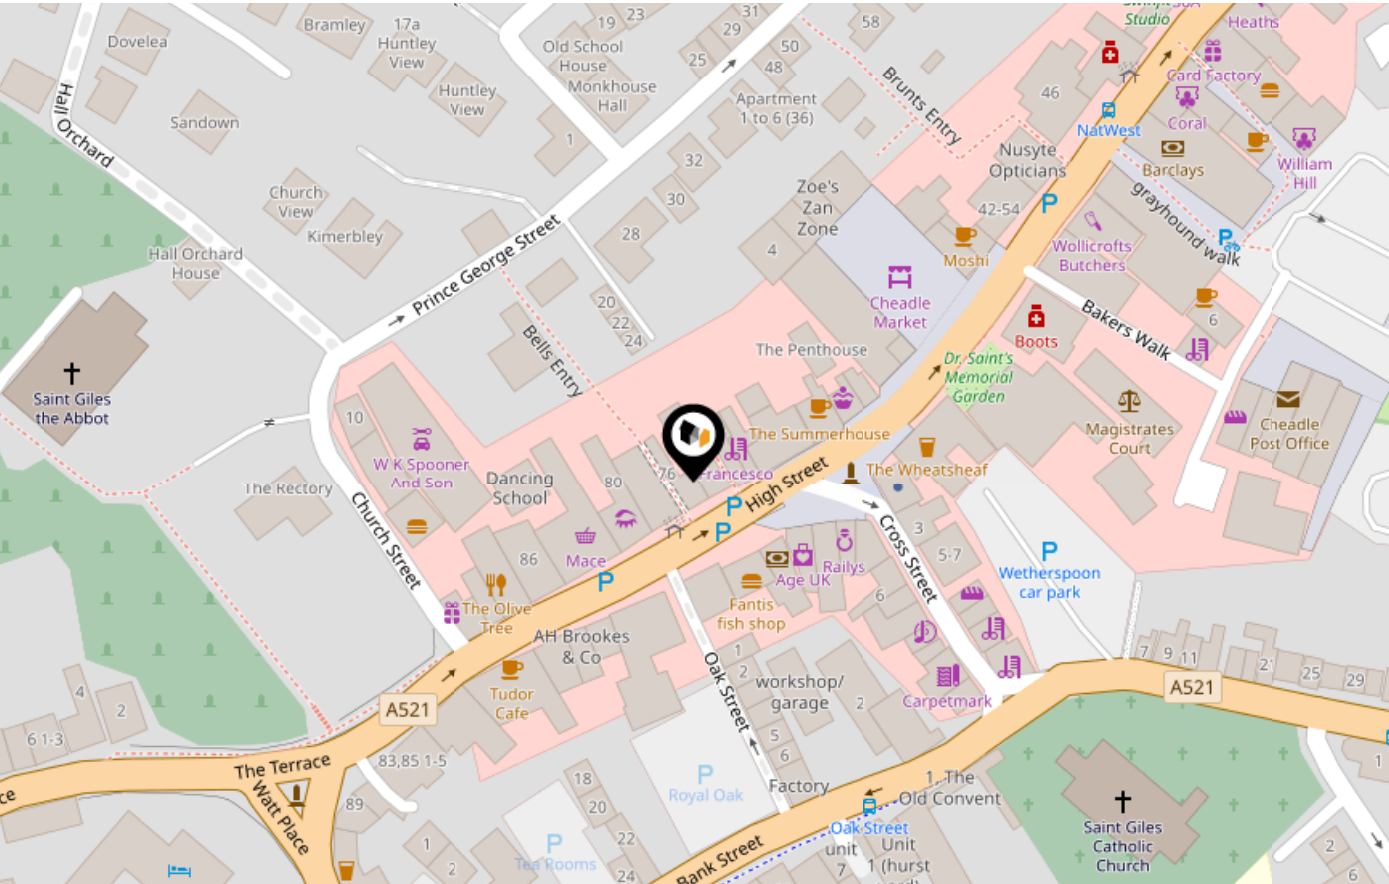 Swinfit
Studio
Heaths
Dovelea
Bramley
17a
Huntley
View
19
23
31
29
25
58
50
48
Old School
House
Monkhouse
Hall
Card Factory
Huntley
View
46
Hall Orchard
Sandown
Apartment
1 to 6 (36)
Brunts Entry
Coral
NatWest
1
32
30
28
Nusyte
Opticians
Barclays
William
Hill
Church
View
Kimerbley
Zoe's
Zan
Zone
4
42-54
grayhound walk
P
P
Wollicrofts
Butchers
Moshi
Hall Orchard
House
Prince George Street
Cheadle
Market
20
22
24
Bells Entry
Boots
Bakers Walk
6
The Penthouse
Dr. Saint's
Memorial
Garden
Saint Giles
the Abbot
10
Magistrates
Court
Cheadle
Post Office
The Summerhouse
W K Spooner
And Son
Dancing
School
80
76
Francesco
High Street
The Wheatsheaf
The Rectory
P
P
P
Church Street
86
Mace
Cross Street
3
5-7
P
Wetherspoon
car park
Railys
Age UK
6
Fantis
fish shop
The Olive
Tree
AH Brookes
& Co
Oak Street
1
2
workshop/
garage
2
5
6
Carpetmark
7
9
11
25
29
A521
A521
Tudor
Cafe
4
2
6
1-3
The Terrace
Watt Place
83,85
1-5
89
P
Royal Oak
18
20
22
24
Factory
1, The
Old Convent
Oak Street
Saint Giles
Catholic
Church
P
Tea Rooms
1
2
Bank Street
unit
7
Unit
1 (hurst
1
2
6